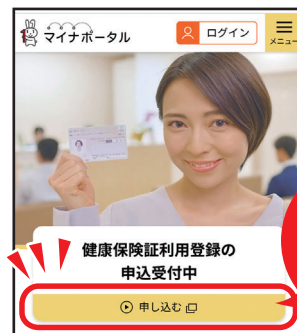 マイナポータル
ログイン
メニュー
健康保険証利用登録の
申込受付中
申し込む